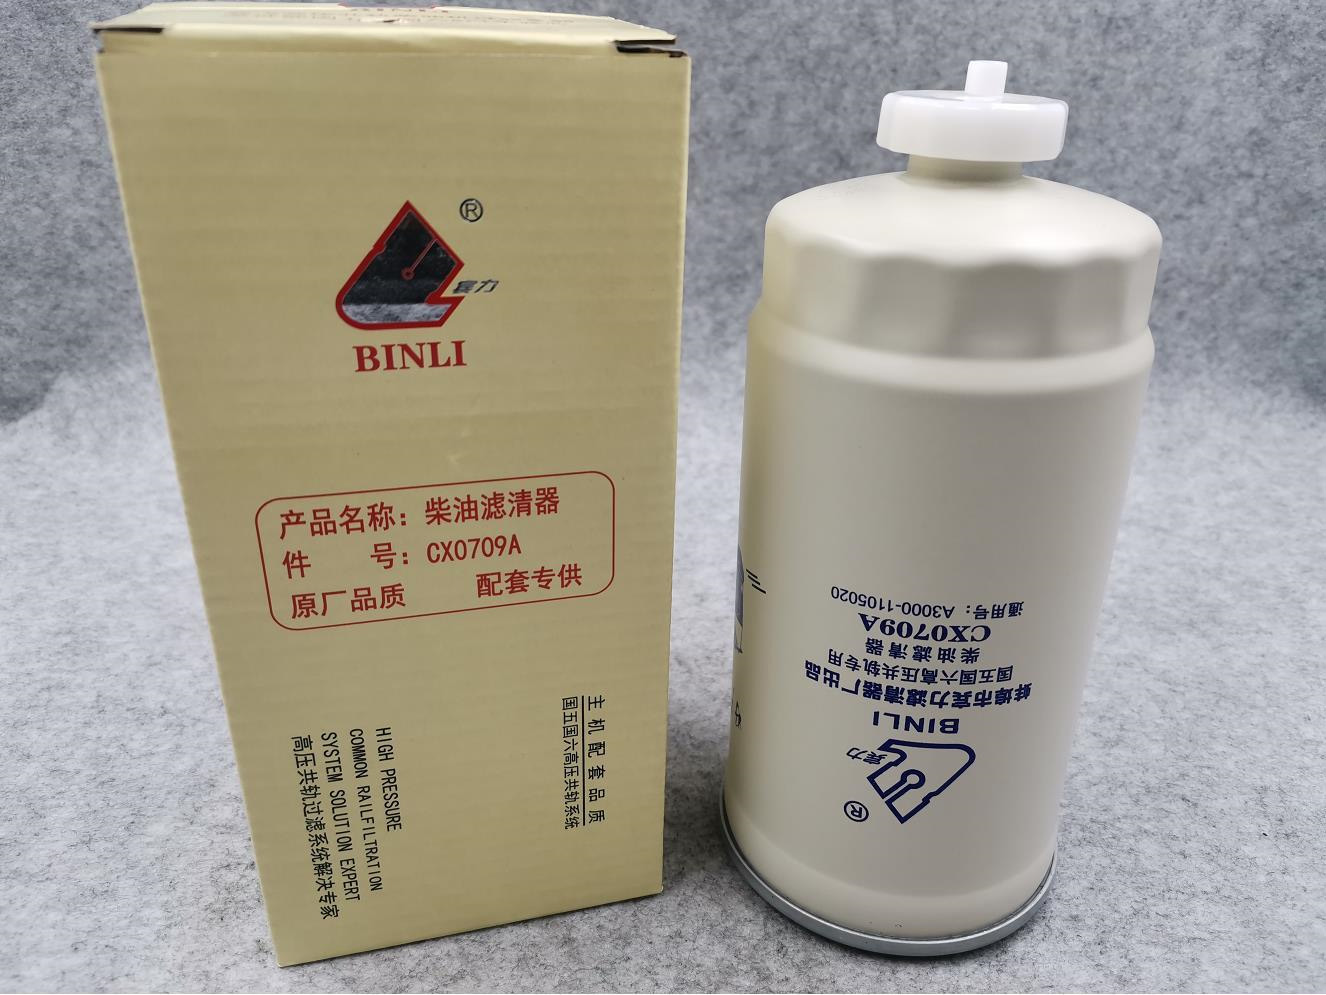 ®
宾力
BINLI
产品名称：柴油滤清器
件 号：CX0709A
原厂品质 配套专供
主机配套品质
国五国六高压共轨系统
HIGH PRESSURE
COMMON RAILFILTRATION
SYSTEM SOLUTION EXPERT
高压共轨过滤系统解决专家
®
宾力
BINLI
蚌埠市宾力滤清器厂出品
国五国六高压共轨专用
柴油滤清器
CX0709A
通用号：A3000-1105020